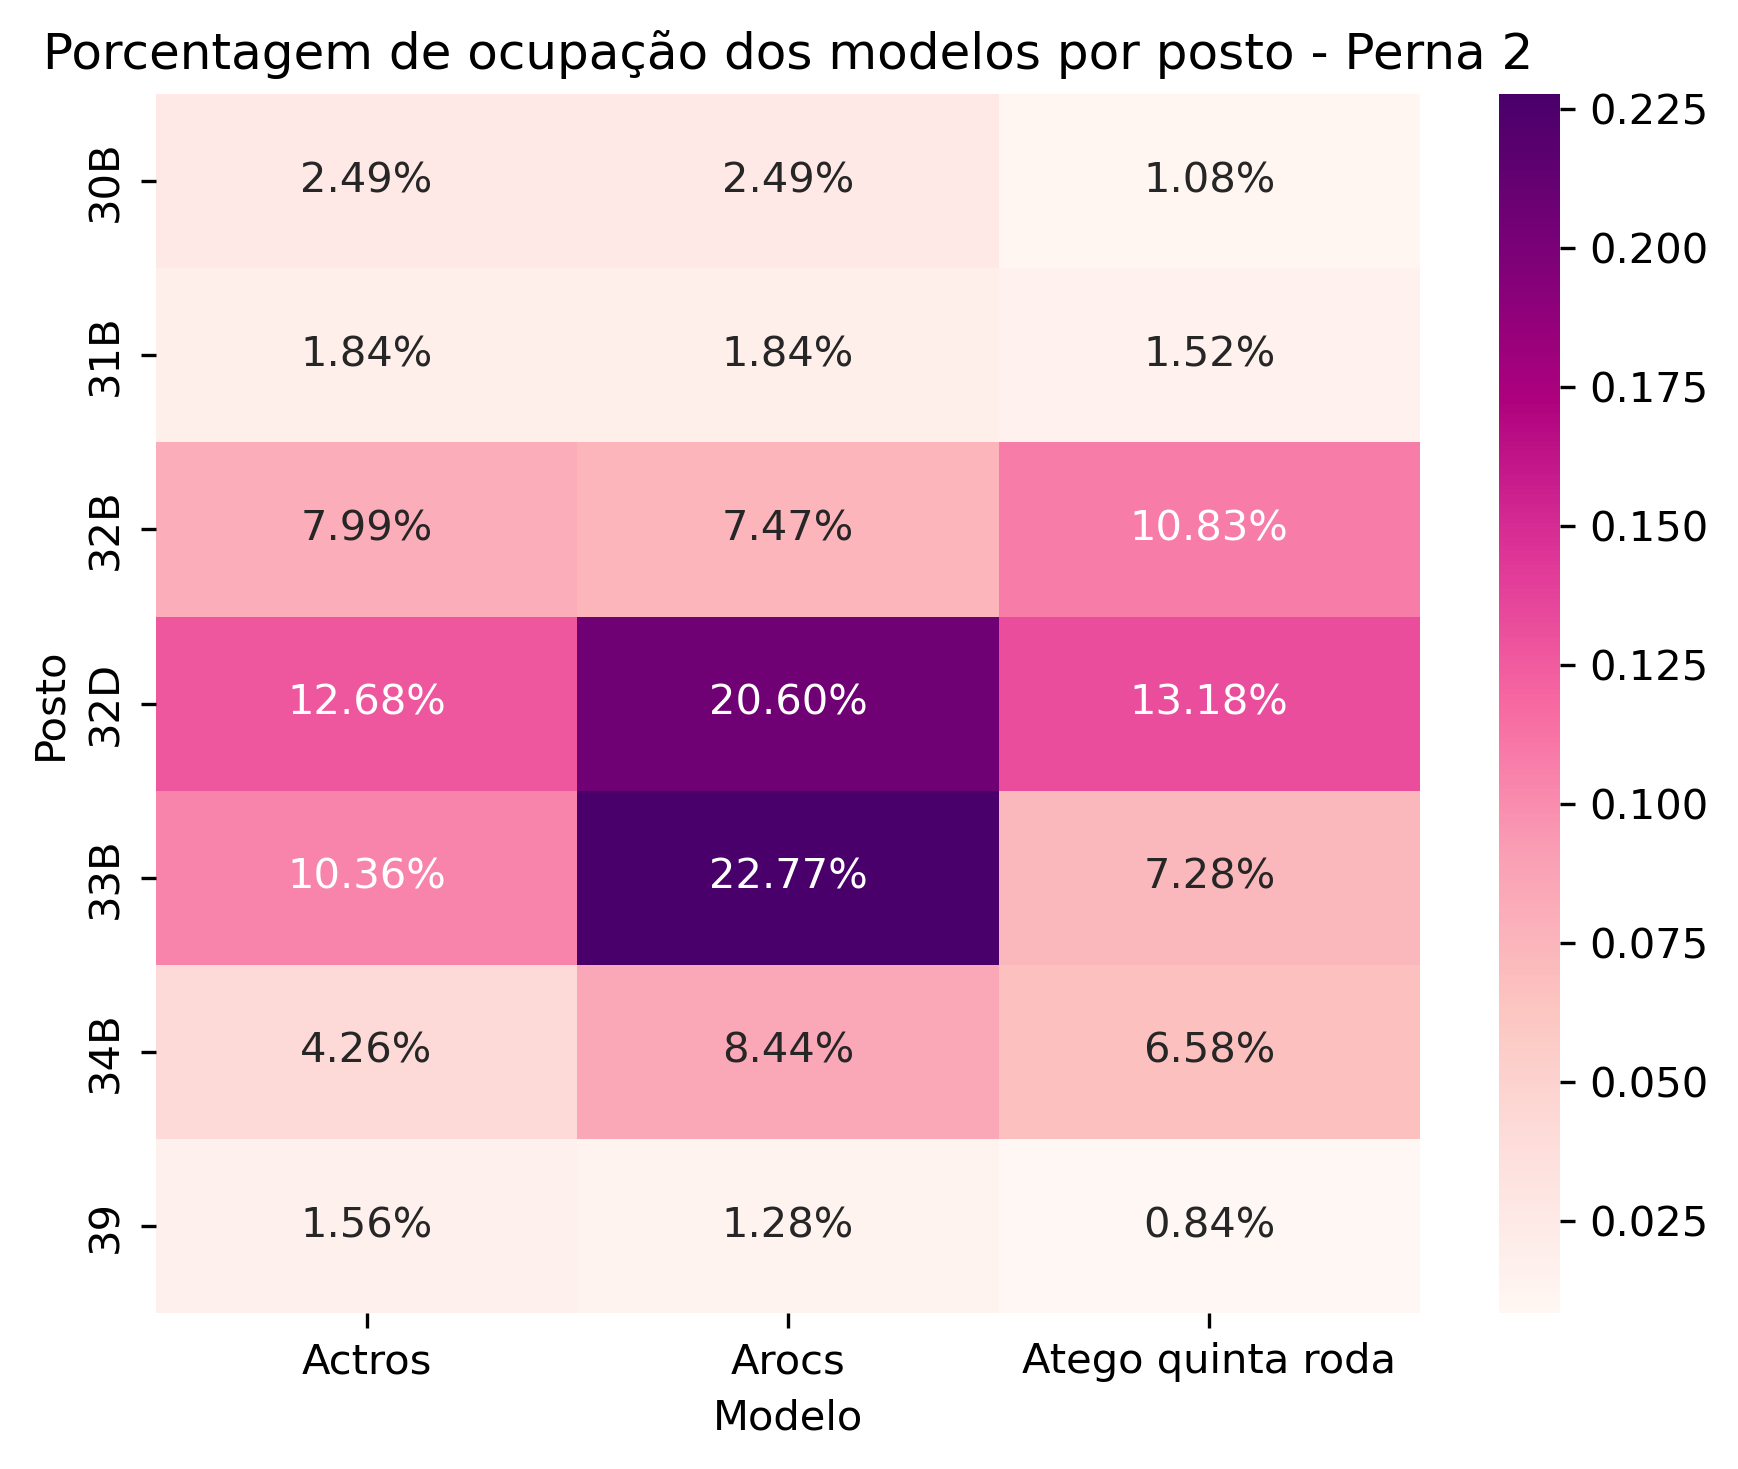 Porcentagem de ocupação dos modelos por posto - Perna 2
30B 2.49% 2.49% 1.08%
31B 1.84% 1.84% 1.52%
32B 7.99% 7.47% 10.83%
32D 12.68% 20.60% 13.18%
33B 10.36% 22.77% 7.28%
34B 4.26% 8.44% 6.58%
39 1.56% 1.28% 0.84%
Posto
Actros Arocs Atego quinta roda
Modelo
0.225
0.200
0.175
0.150
0.125
0.100
0.075
0.050
0.025